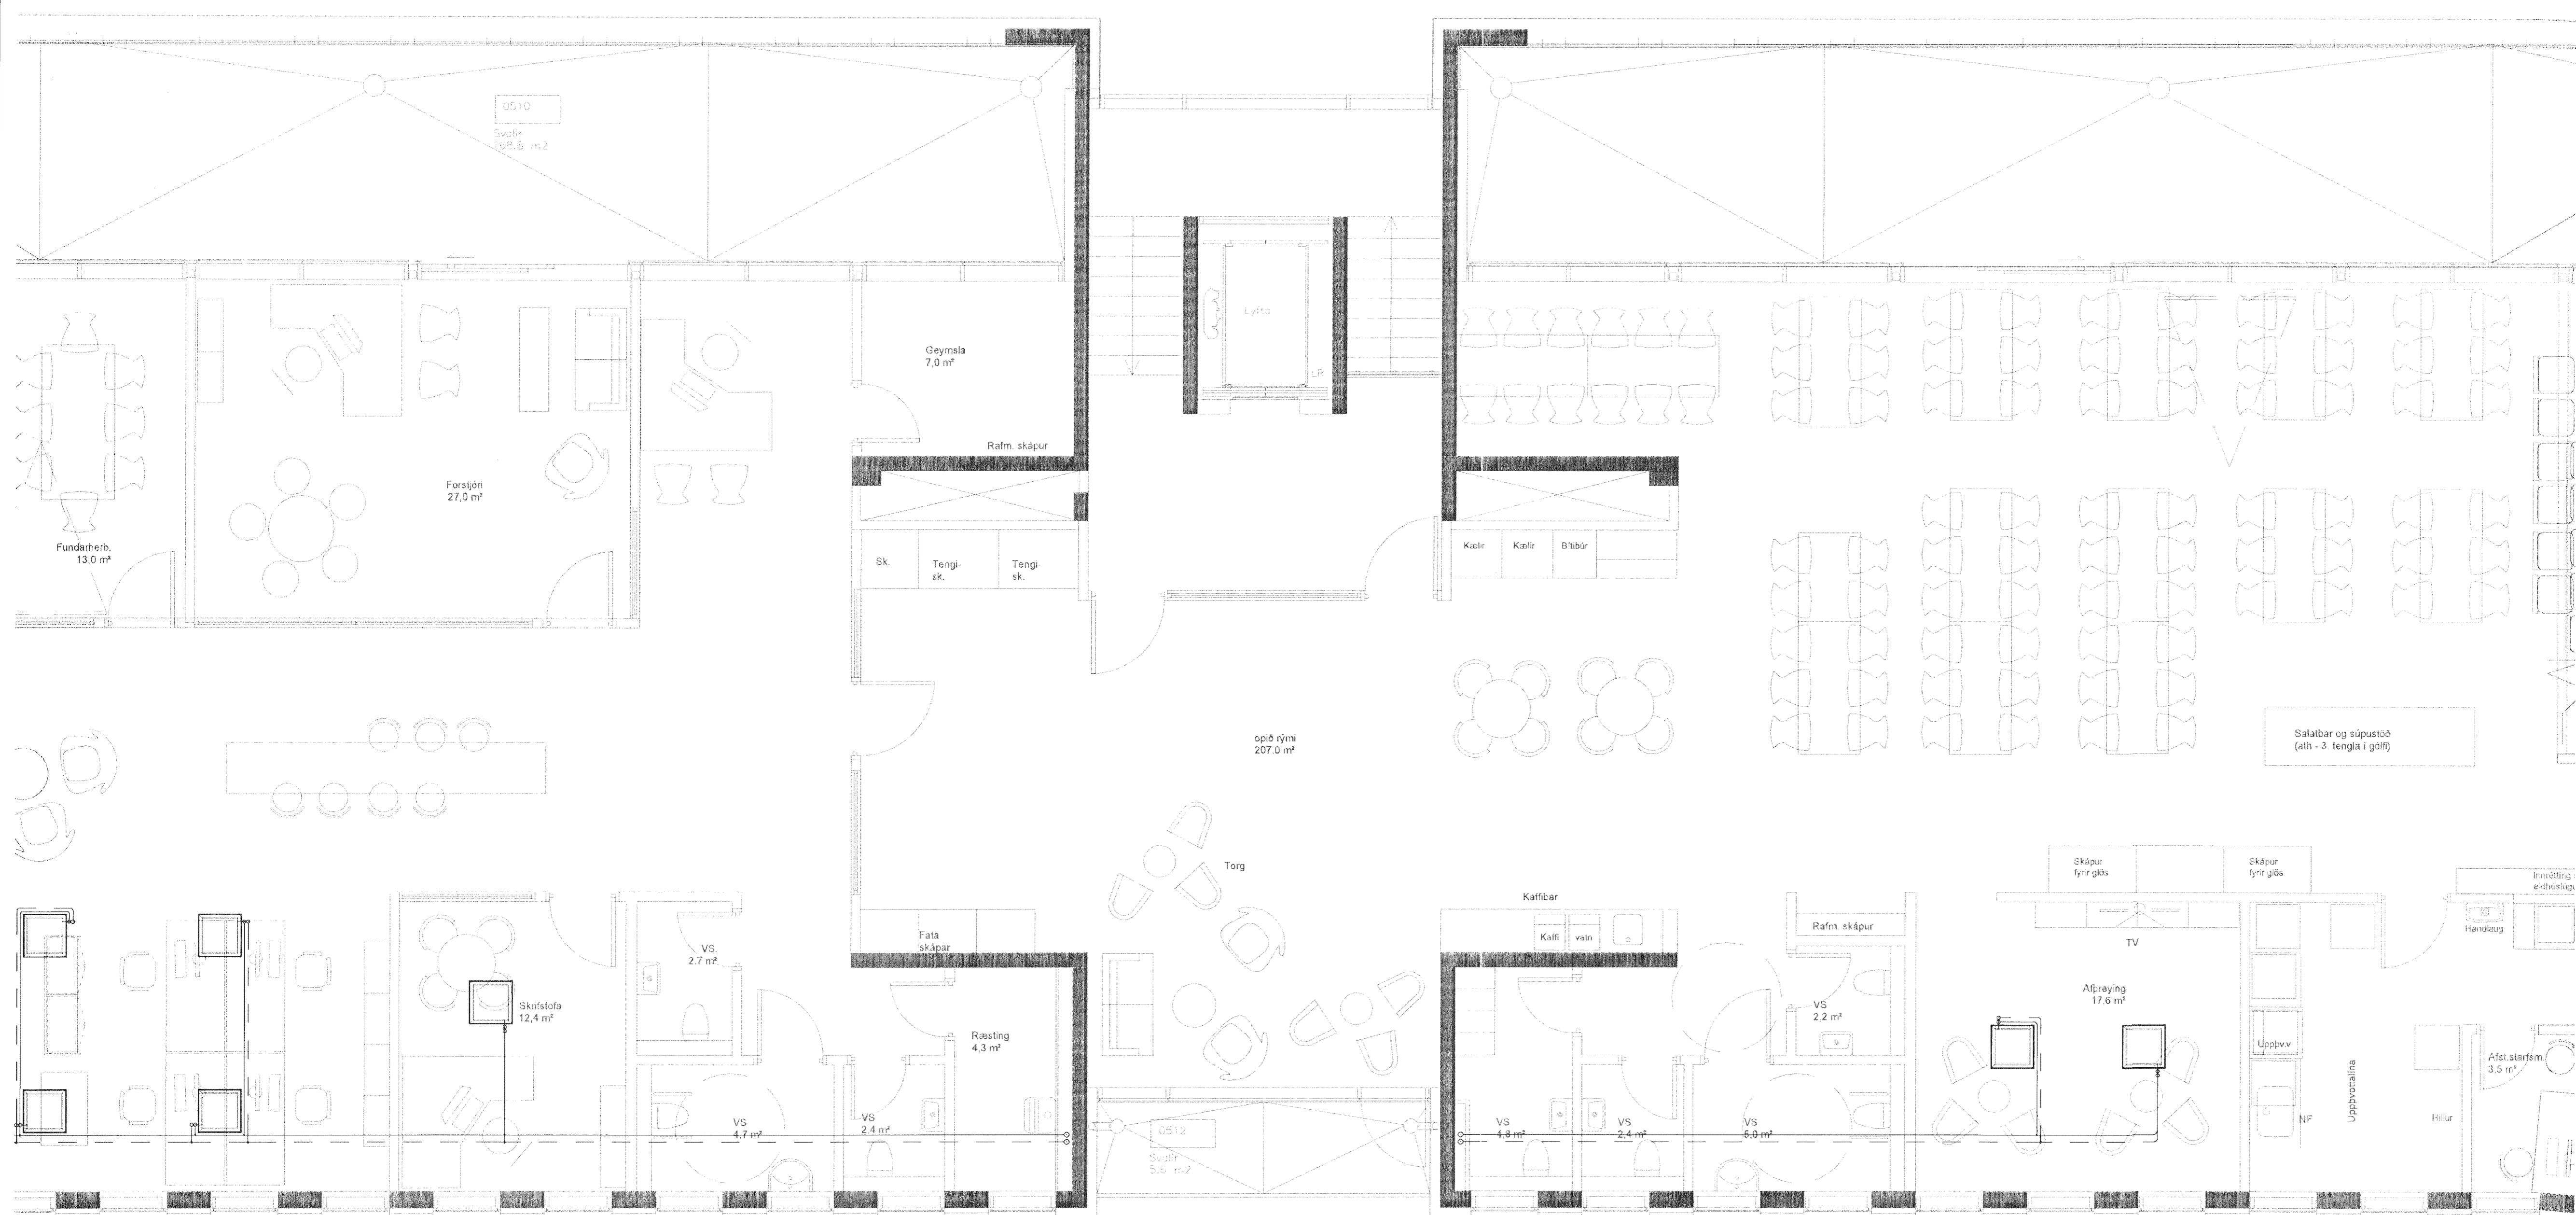 0510
Svalir
168.8 m2
Lyfta
LR
Geymsla
7,0 m²
Rafm. skápur
Forstjóri
27,0 m²
Fundarherb.
13,0 m²
Sk.
Tengi-
sk.
Tengi-
sk.
Kælir
Kælir
Bítibúr
opið rými
207.0 m²
Salatbar og súpustöð
(ath - 3 tengla í gólfi)
Torg
Skápur
fyrir glös
Skápur
fyrir glös
Innrétting
eldhúslúgu
Kaffibar
Kaffi
vatn
Rafm. skápur
TV
Handlaug
Fata
skápar
VS.
2.7 m²
Skrifstofa
12,4 m²
Ræsting
4,3 m²
VS
2,2 m²
Afþreying
17.6 m²
Uppþv.v
Uppþvottalína
Afst.starfsm.
3,5 m²
VS
4.7 m²
VS
2,4 m²
0512
Svalir
5,6 m2
VS
4,8 m²
VS
2,4 m²
VS
5,0 m²
NF
Hillur